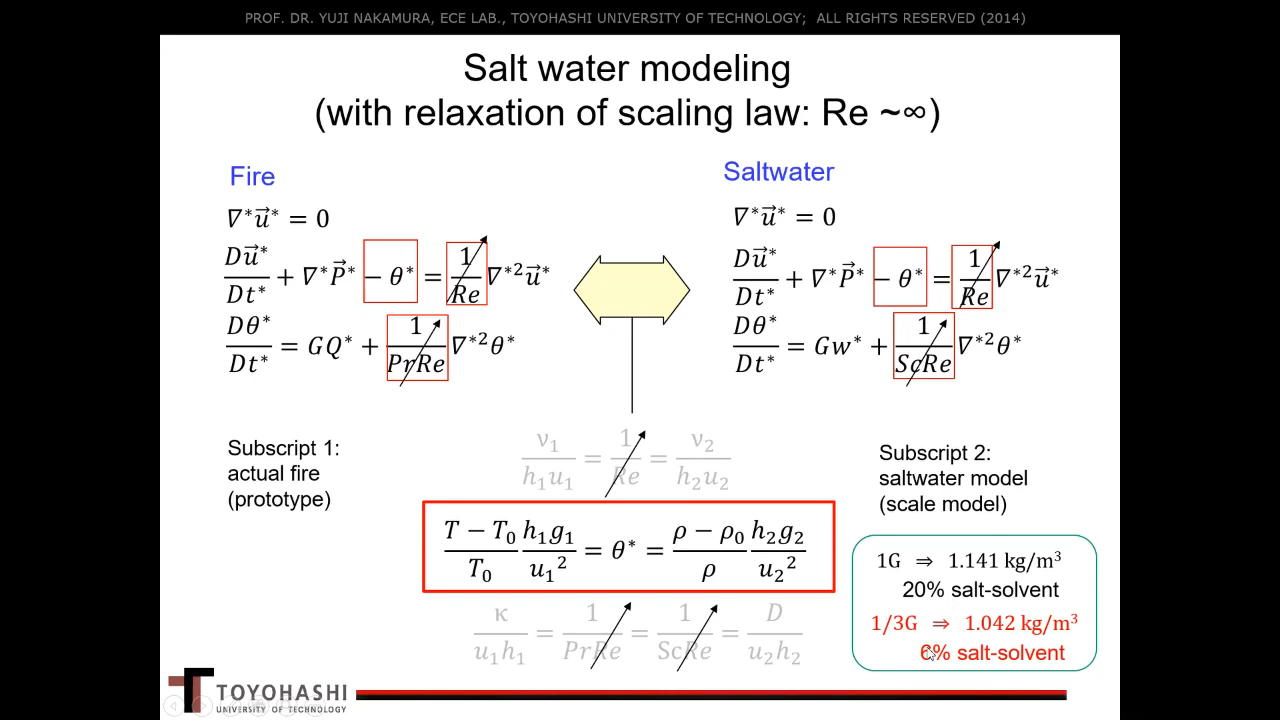 PROF. DR. YUJI NAKAMURA, ECE LAB., TOYOHASHI UNIVERSITY OF TECHNOLOGY; ALL RIGHTS RESERVED (2014)
Salt water modeling
(with relaxation of scaling law: Re ~∞)
Fire
∇*u⃗* = 0
Du⃗*/Dt* + ∇*P⃗* − θ* = 1/Re ∇*²u⃗*
Dθ*/Dt* = GQ* + 1/PrRe ∇*²θ*
Saltwater
∇*u⃗* = 0
Du⃗*/Dt* + ∇*P⃗* − θ* = 1/Re ∇*²u⃗*
Dθ*/Dt* = Gw* + 1/ScRe ∇*²θ*
Subscript 1:
actual fire
(prototype)
ν₁/h₁u₁ = 1/Re = ν₂/h₂u₂
T − T₀/T₀ h₁g₁/u₁² = θ* = ρ − ρ₀/ρ h₂g₂/u₂²
κ/u₁h₁ = 1/PrRe = 1/ScRe = D/u₂h₂
Subscript 2:
saltwater model
(scale model)
1G ⇒ 1.141 kg/m³
20% salt-solvent
1/3G ⇒ 1.042 kg/m³
6% salt-solvent
TOYOHASHI
UNIVERSITY OF TECHNOLOGY